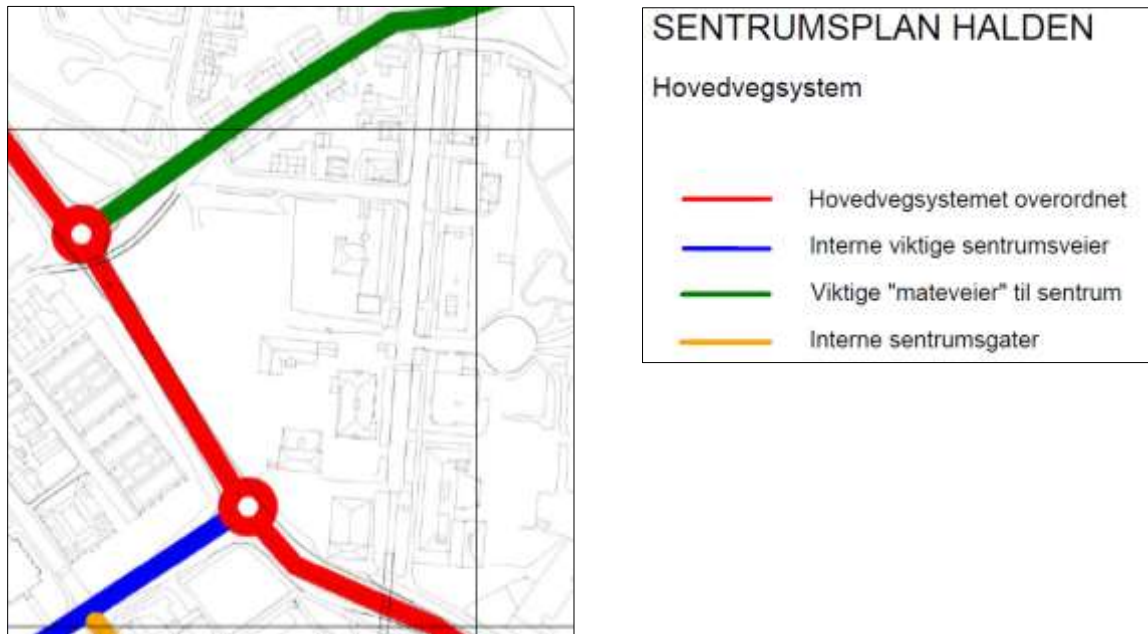 SENTRUMSPLAN HALDEN
Hovedvegsystem
Hovedvegsystemet overordnet
Interne viktige sentrumsveier
Viktige "mateveier" til sentrum
Interne sentrumsgater